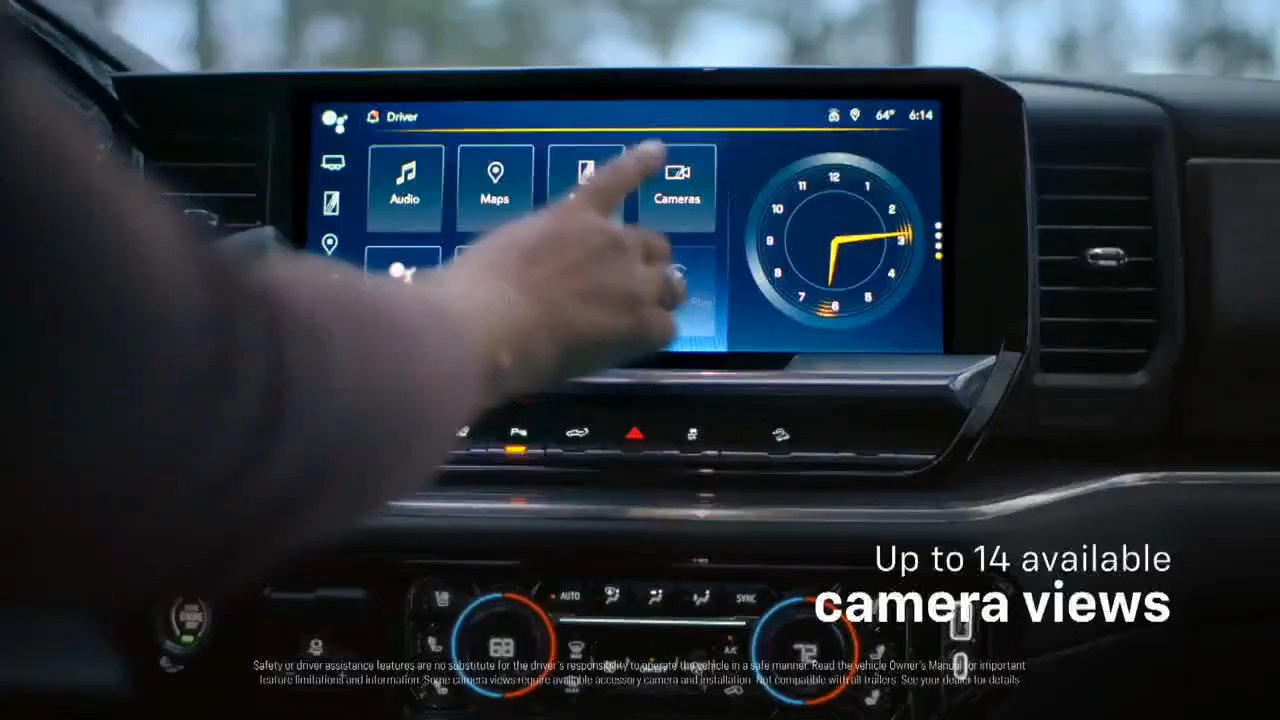 Driver 64° 6:14
Audio Maps Cameras
12
11 1
10 2
9 3
8 4
7 5
6
Up to 14 available
camera views
AUTO SYNC
68 72
A/C
Safety or driver assistance features are no substitute for the driver's responsibility to operate the vehicle in a safe manner. Read the vehicle Owner's Manual for important
feature limitations and information. Some camera views require available accessory camera and installation. Not compatible with all trailers. See your dealer for details.